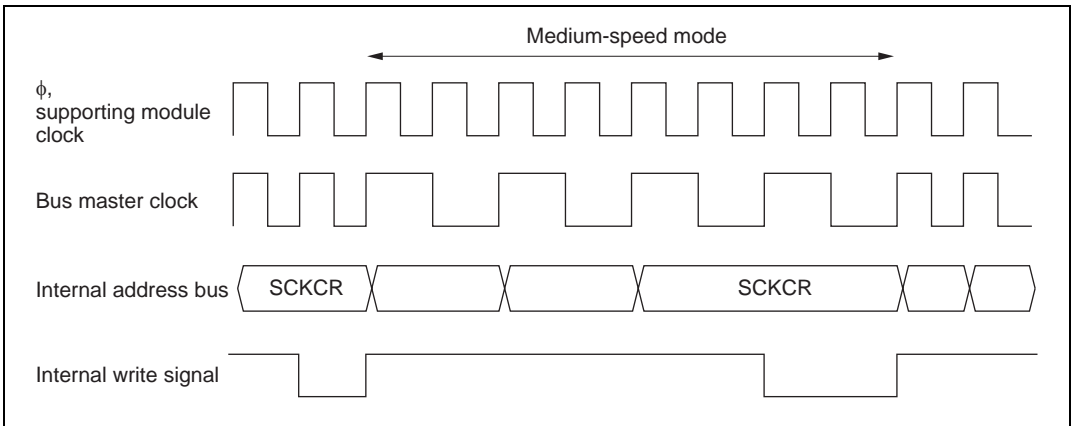 Medium-speed mode
ϕ,
supporting module
clock
Bus master clock
Internal address bus
SCKCR
SCKCR
Internal write signal